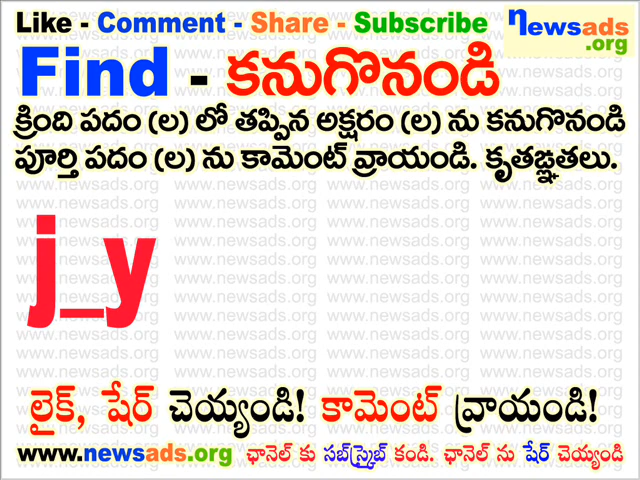 Like - Comment - Share - Subscribe
newsads
.org
Find - కనుగొనండి
క్రింది పదం (ల) లో తప్పిన అక్షరం (ల) ను కనుగొనండి
పూర్తి పదం (ల) ను కామెంట్ వ్రాయండి. కృతఙ్ఞతలు.
j_y
లైక్, షేర్ చెయ్యండి! కామెంట్ వ్రాయండి!
www.newsads.org ఛానెల్ కు సబ్‌స్క్రైబ్ కండి. ఛానెల్ ను షేర్ చెయ్యండి